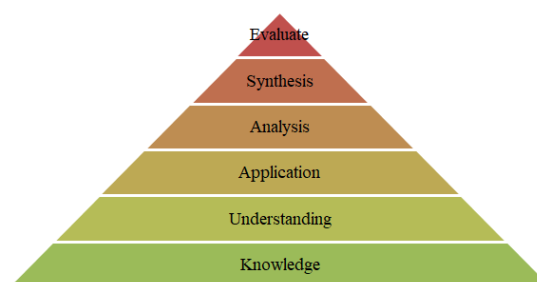 Evaluate
Synthesis
Analysis
Application
Understanding
Knowledge